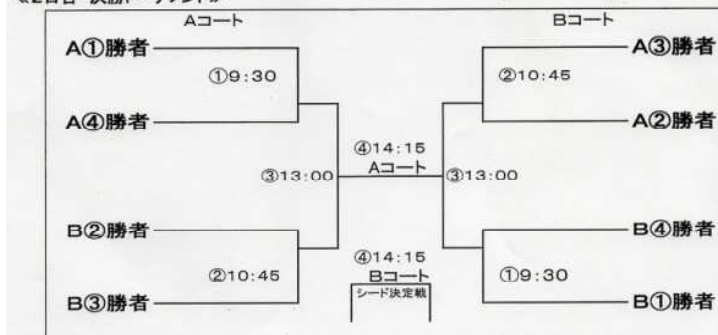 Aコート Bコート
A①勝者 A③勝者
①9:30 ②10:45
A④勝者 A②勝者
④14:15
Aコート
③13:00 ③13:00
B②勝者 B④勝者
④14:15
②10:45 Bコート ①9:30
シード決定戦
B③勝者 B①勝者